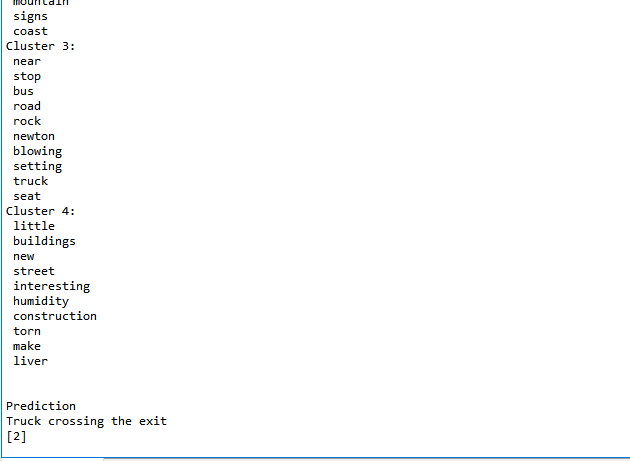 mountain
signs
coast
Cluster 3:
near
stop
bus
road
rock
newton
blowing
setting
truck
seat
Cluster 4:
little
buildings
new
street
interesting
humidity
construction
torn
make
liver
Prediction
Truck crossing the exit
[2]